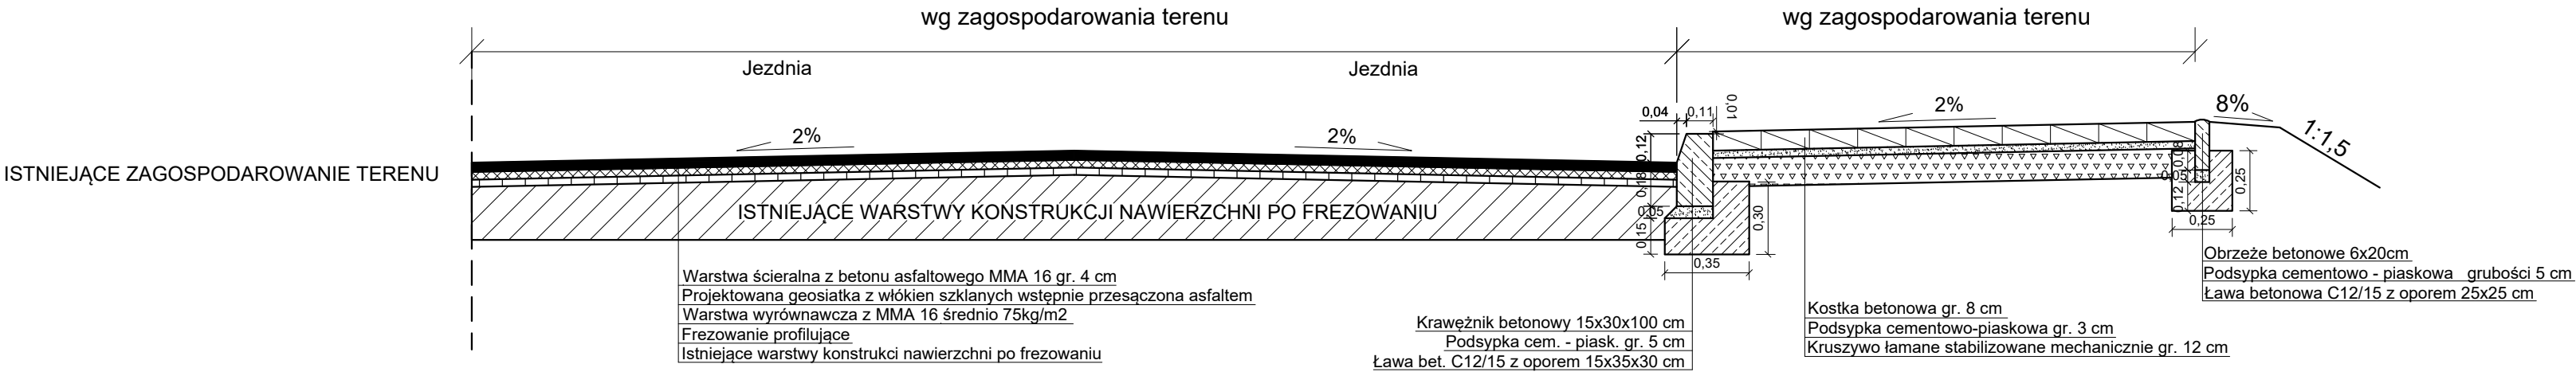 wg zagospodarowania terenu
wg zagospodarowania terenu
Jezdnia
Jezdnia
0,04
0,11
0,01
2%
8%
1:1,5
2%
2%
0,12
0,18
0,05
0,15
0,30
0,35
0,08
0,05
0,12
0,25
0,25
ISTNIEJĄCE ZAGOSPODAROWANIE TERENU
ISTNIEJĄCE WARSTWY KONSTRUKCJI NAWIERZCHNI PO FREZOWANIU
Warstwa ścieralna z betonu asfaltowego MMA 16 gr. 4 cm
Projektowana geosiatka z włókien szklanych wstępnie przesączona asfaltem
Warstwa wyrównawcza z MMA 16 średnio 75kg/m2
Frezowanie profilujące
Istniejące warstwy konstrukci nawierzchni po frezowaniu
Krawężnik betonowy 15x30x100 cm
Podsypka cem. - piask. gr. 5 cm
Ława bet. C12/15 z oporem 15x35x30 cm
Kostka betonowa gr. 8 cm
Podsypka cementowo-piaskowa gr. 3 cm
Kruszywo łamane stabilizowane mechanicznie gr. 12 cm
Obrzeże betonowe 6x20cm
Podsypka cementowo - piaskowa grubości 5 cm
Ława betonowa C12/15 z oporem 25x25 cm